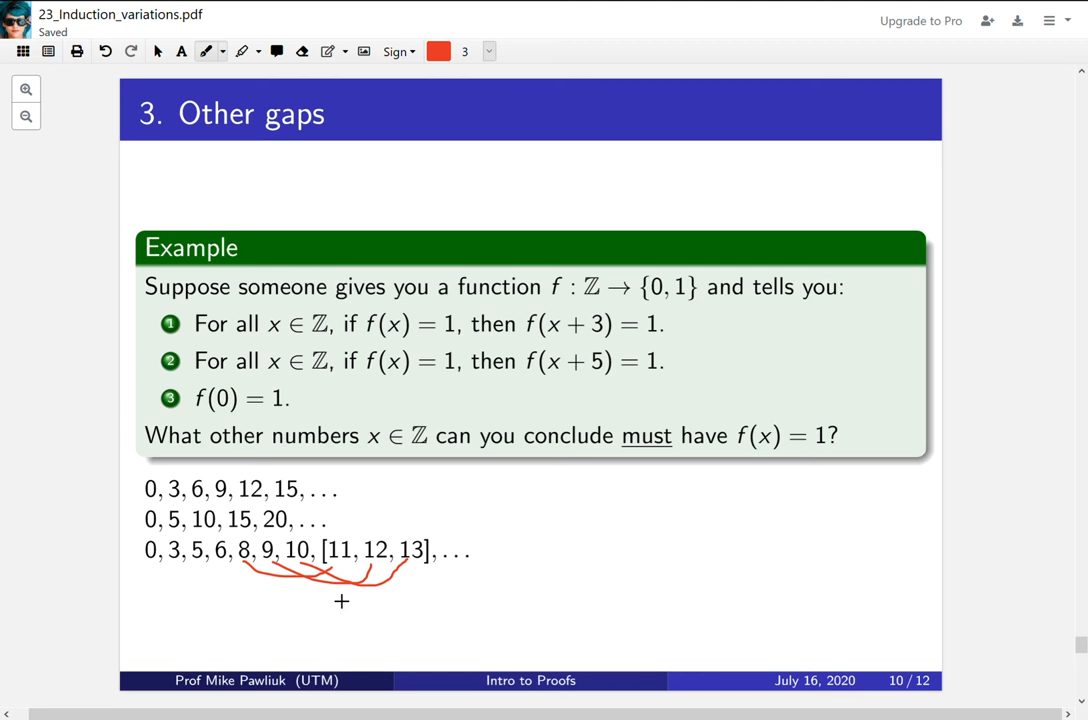 23_Induction_variations.pdf
Saved
Upgrade to Pro
A
Sign
3
3. Other gaps
Example
Suppose someone gives you a function f : ℤ → {0, 1} and tells you:
1 For all x ∈ ℤ, if f(x) = 1, then f(x + 3) = 1.
2 For all x ∈ ℤ, if f(x) = 1, then f(x + 5) = 1.
3 f(0) = 1.
What other numbers x ∈ ℤ can you conclude must have f(x) = 1?
0, 3, 6, 9, 12, 15, . . .
0, 5, 10, 15, 20, . . .
0, 3, 5, 6, 8, 9, 10, [11, 12, 13], . . .
Prof Mike Pawliuk (UTM) Intro to Proofs July 16, 2020 10 / 12